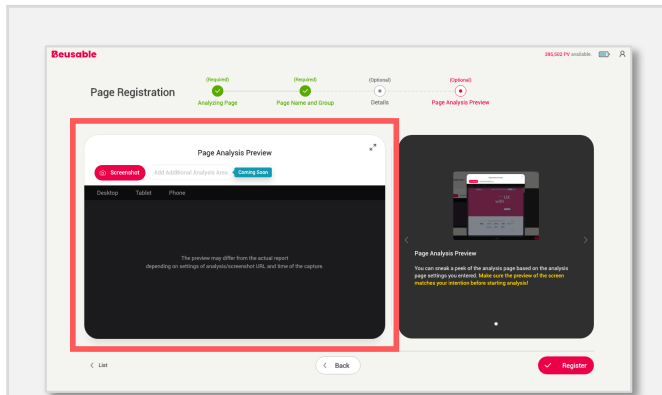 Beusable
395,502 PV available.
Page Registration
(Required)
Analyzing Page
(Required)
Page Name and Group
(Optional)
Details
(Optional)
Page Analysis Preview
Page Analysis Preview
Screenshot
Add Additional Analysis Area
Coming Soon
Desktop Tablet Phone
The preview may differ from the actual report
depending on settings of analysis/screenshot URL and time of the capture.
UX
Page Analysis Preview
You can sneak a peek of the analysis page based on the analysis
page settings you entered. Make sure the preview of the screen
matches your intention before starting analysis!
List
Back
Register